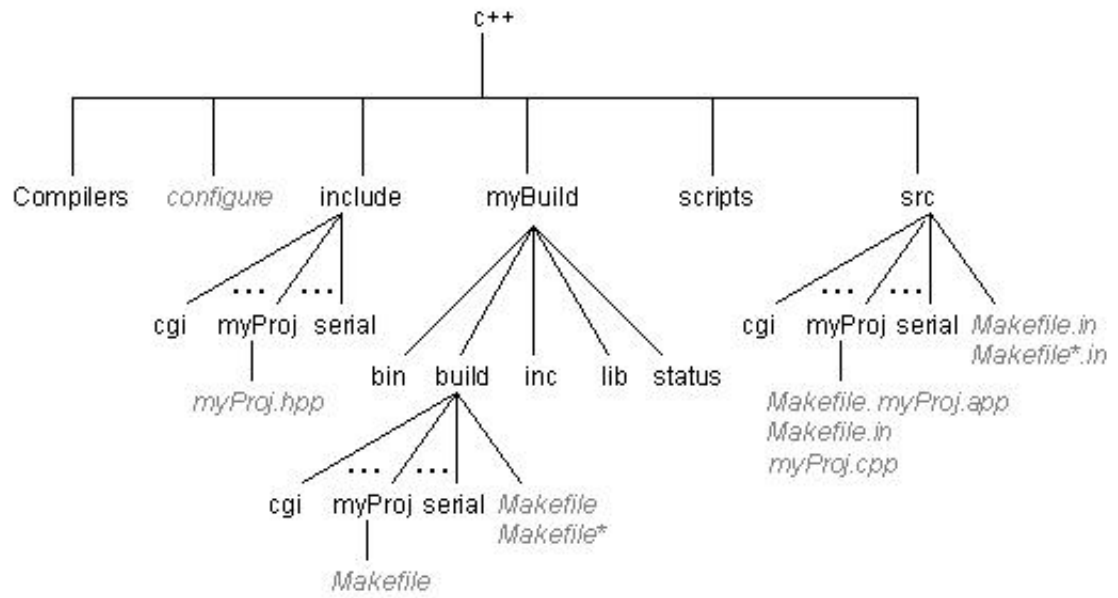 c++
Compilers configure include myBuild scripts src
... ... ... ...
cgi myProj serial cgi myProj serial Makefile.in
Makefile*.in
bin build inc lib status
myProj.hpp Makefile. myProj.app
Makefile.in
myProj.cpp
... ...
cgi myProj serial Makefile
Makefile*
Makefile